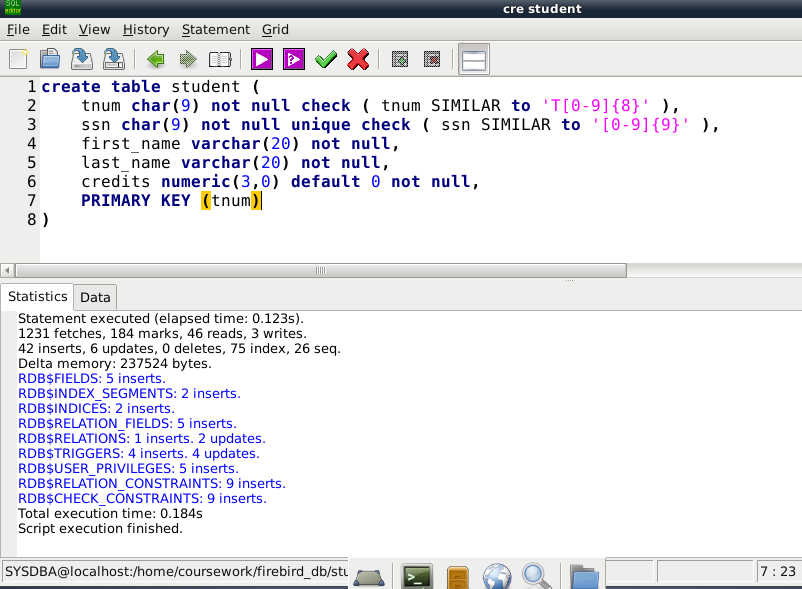 SQL
editor
cre student
File Edit View History Statement Grid
1 create table student (
2 tnum char(9) not null check ( tnum SIMILAR to 'T[0-9]{8}' ),
3 ssn char(9) not null unique check ( ssn SIMILAR to '[0-9]{9}' ),
4 first_name varchar(20) not null,
5 last_name varchar(20) not null,
6 credits numeric(3,0) default 0 not null,
7 PRIMARY KEY (tnum)
8 )
Statistics Data
Statement executed (elapsed time: 0.123s).
1231 fetches, 184 marks, 46 reads, 3 writes.
42 inserts, 6 updates, 0 deletes, 75 index, 26 seq.
Delta memory: 237524 bytes.
RDB$FIELDS: 5 inserts.
RDB$INDEX_SEGMENTS: 2 inserts.
RDB$INDICES: 2 inserts.
RDB$RELATION_FIELDS: 5 inserts.
RDB$RELATIONS: 1 inserts. 2 updates.
RDB$TRIGGERS: 4 inserts. 4 updates.
RDB$USER_PRIVILEGES: 5 inserts.
RDB$RELATION_CONSTRAINTS: 9 inserts.
RDB$CHECK_CONSTRAINTS: 9 inserts.
Total execution time: 0.184s
Script execution finished.
SYSDBA@localhost:/home/coursework/firebird_db/stu 7 : 23